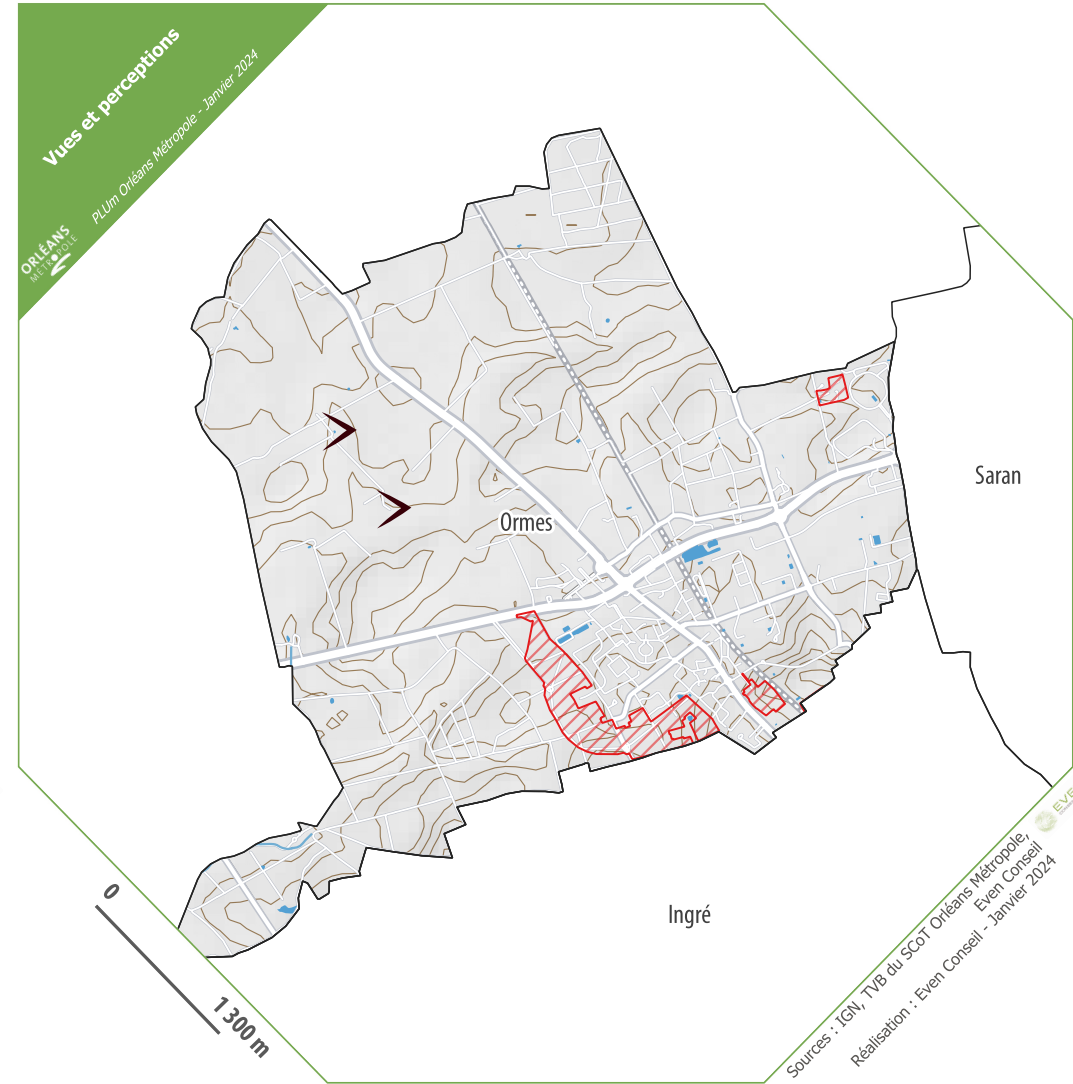 Vues et perceptions
PLUm Orléans Métropole - Janvier 2024
ORLÉANS
MÉTROPOLE
Saran
Ormes
Ingré
0
1 300 m
Sources : IGN, TVB du SCoT Orléans Métropole,
Even Conseil
Réalisation : Even Conseil - Janvier 2024
EVE